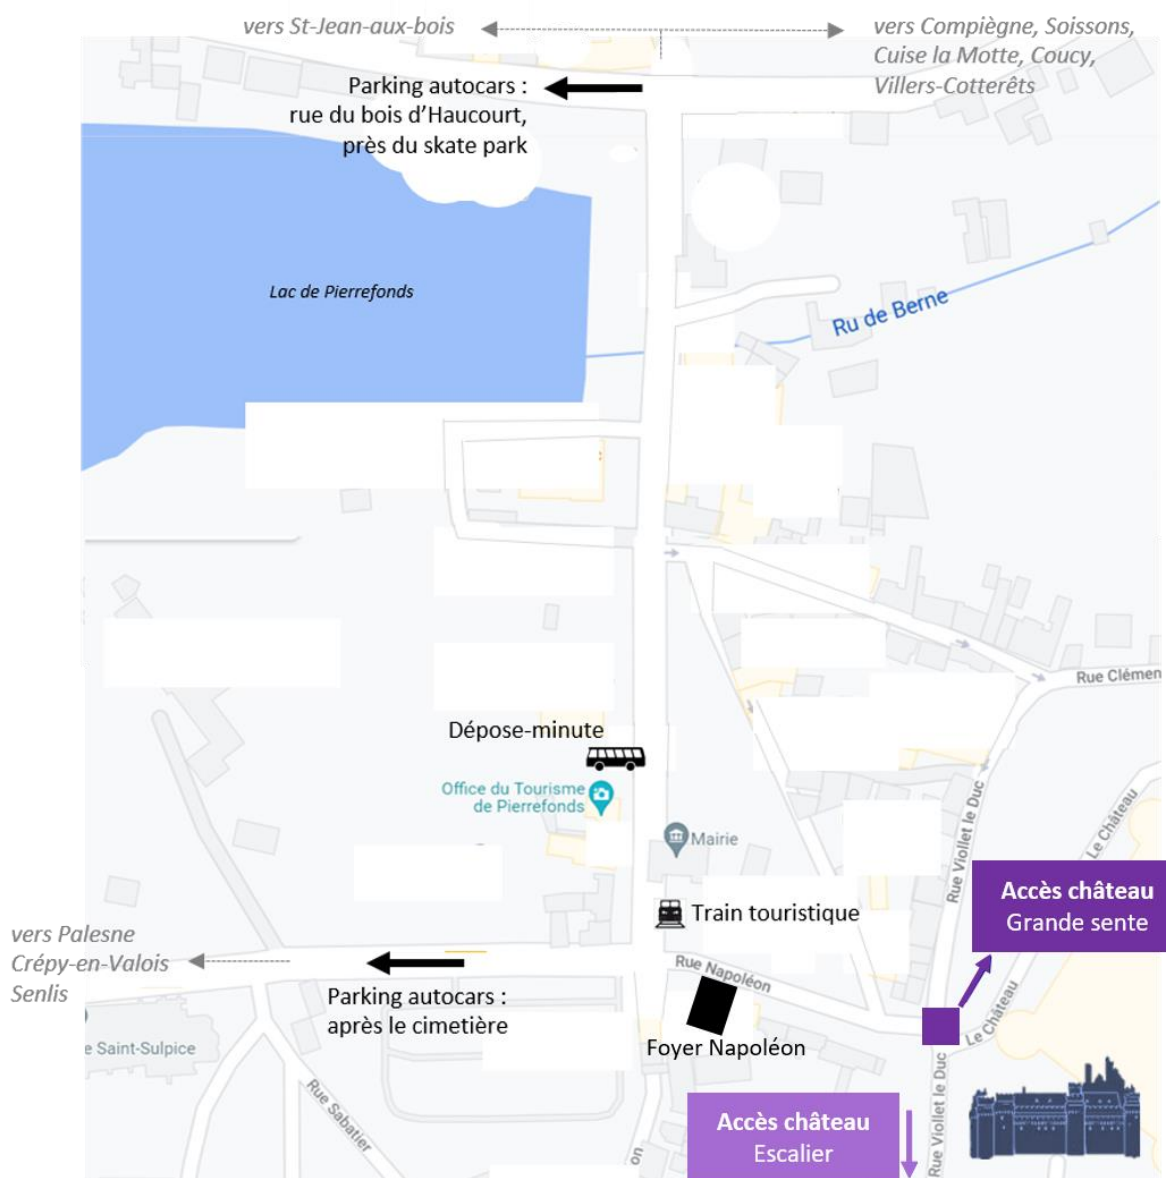 vers St-Jean-aux-bois
vers Compiègne, Soissons,
Cuise la Motte, Coucy,
Villers-Cotterêts
Parking autocars :
rue du bois d'Haucourt,
près du skate park
Lac de Pierrefonds
Ru de Berne
Rue Clémen
Dépose-minute
Office du Tourisme
de Pierrefonds
Mairie
Rue Viollet le Duc
Le Château
Accès château
Grande sente
Train touristique
vers Palesne
Crépy-en-Valois
Senlis
Rue Napoléon
Parking autocars :
après le cimetière
Foyer Napoléon
Le Château
e Saint-Sulpice
Rue Sabatier
on
Accès château
Escalier
Rue Viollet le Duc